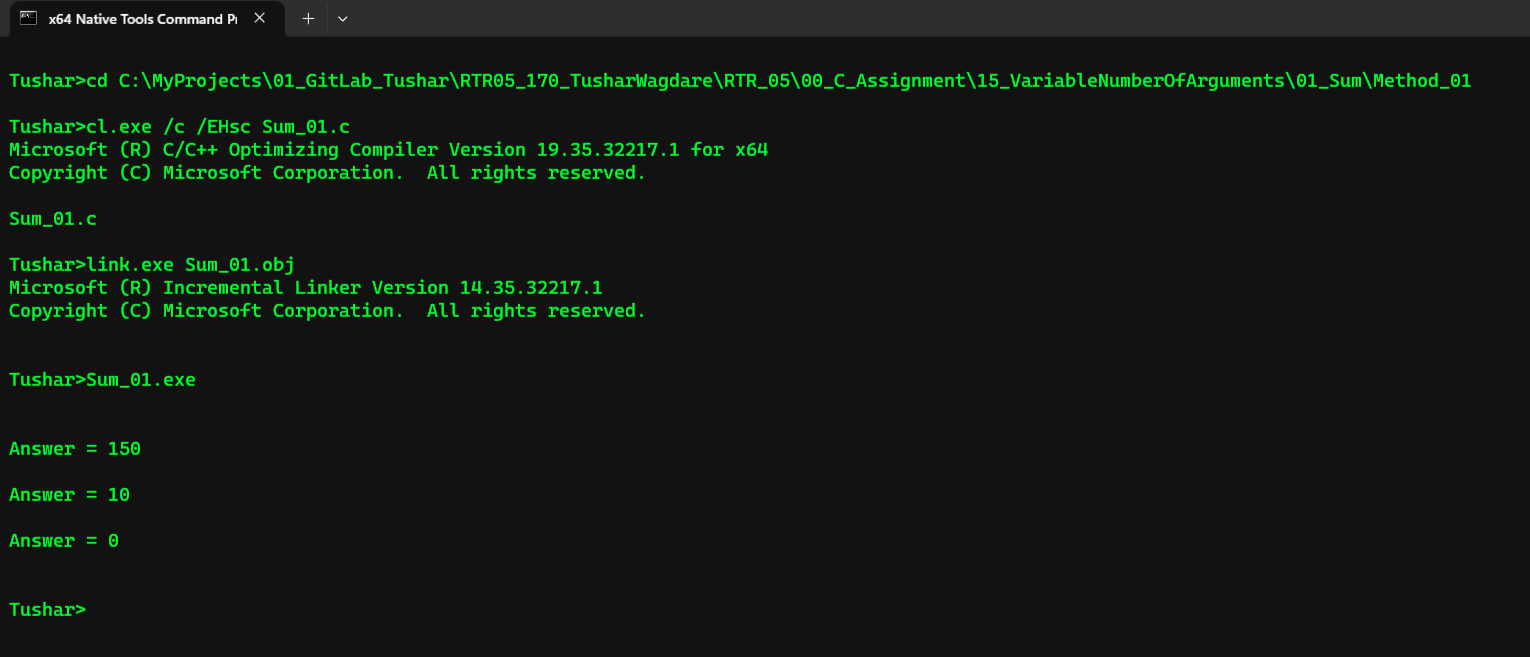 x64 Native Tools Command Pr
Tushar>cd C:\MyProjects\01_GitLab_Tushar\RTR05_170_TusharWagdare\RTR_05\00_C_Assignment\15_VariableNumberOfArguments\01_Sum\Method_01
Tushar>cl.exe /c /EHsc Sum_01.c
Microsoft (R) C/C++ Optimizing Compiler Version 19.35.32217.1 for x64
Copyright (C) Microsoft Corporation.  All rights reserved.
Sum_01.c
Tushar>link.exe Sum_01.obj
Microsoft (R) Incremental Linker Version 14.35.32217.1
Copyright (C) Microsoft Corporation.  All rights reserved.
Tushar>Sum_01.exe
Answer = 150
Answer = 10
Answer = 0
Tushar>